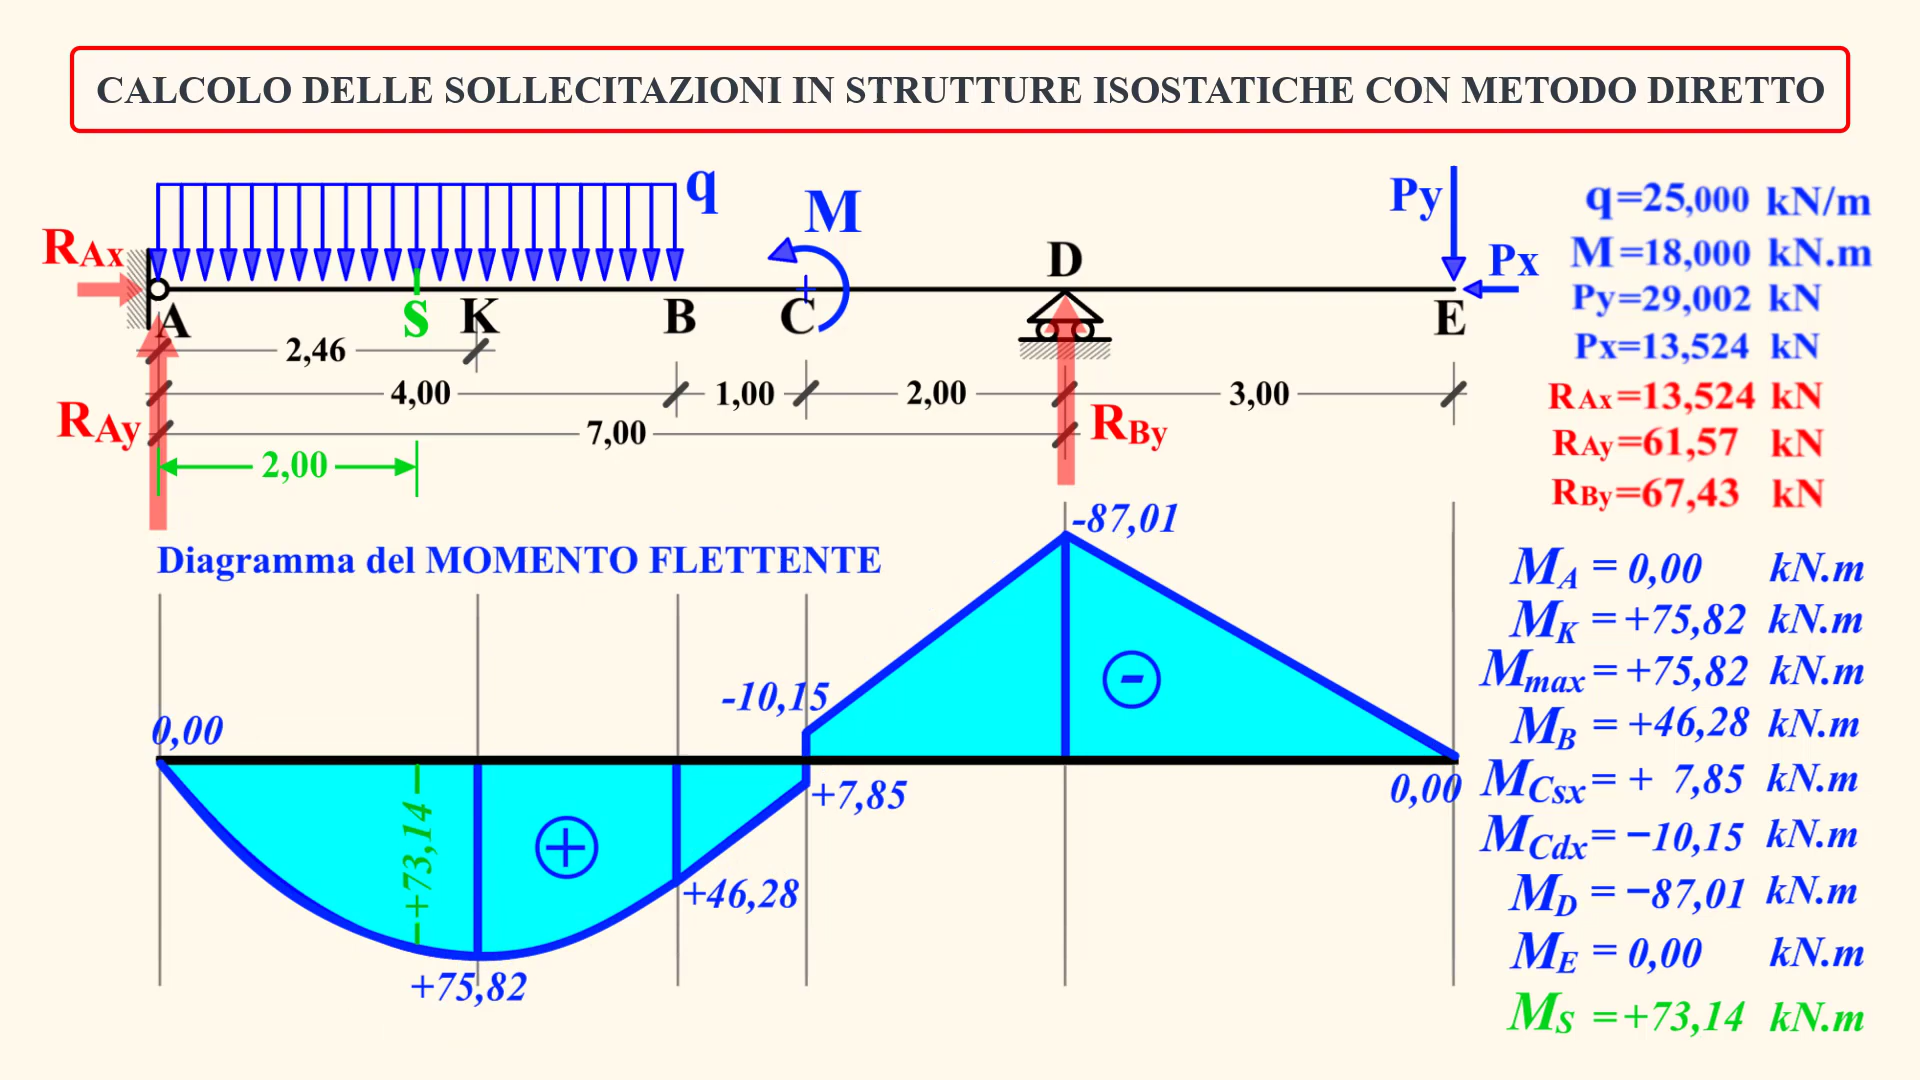 CALCOLO DELLE SOLLECITAZIONI IN STRUTTURE ISOSTATICHE CON METODO DIRETTO
q
M
Py
Px
RAx
D
A
S
K
B
C
E
2,46
4,00
1,00
2,00
3,00
RAy
7,00
RBy
2,00
q=25,000 kN/m
M=18,000 kN.m
Py=29,002 kN
Px=13,524 kN
RAx=13,524 kN
RAy=61,57 kN
RBy=67,43 kN
Diagramma del MOMENTO FLETTENTE
-87,01
-10,15
0,00
+7,85
0,00
+73,14
+46,28
+75,82
-
+
MA = 0,00 kN.m
MK = +75,82 kN.m
Mmax = +75,82 kN.m
MB = +46,28 kN.m
MCsx = + 7,85 kN.m
MCdx = −10,15 kN.m
MD = −87,01 kN.m
ME = 0,00 kN.m
MS = +73,14 kN.m